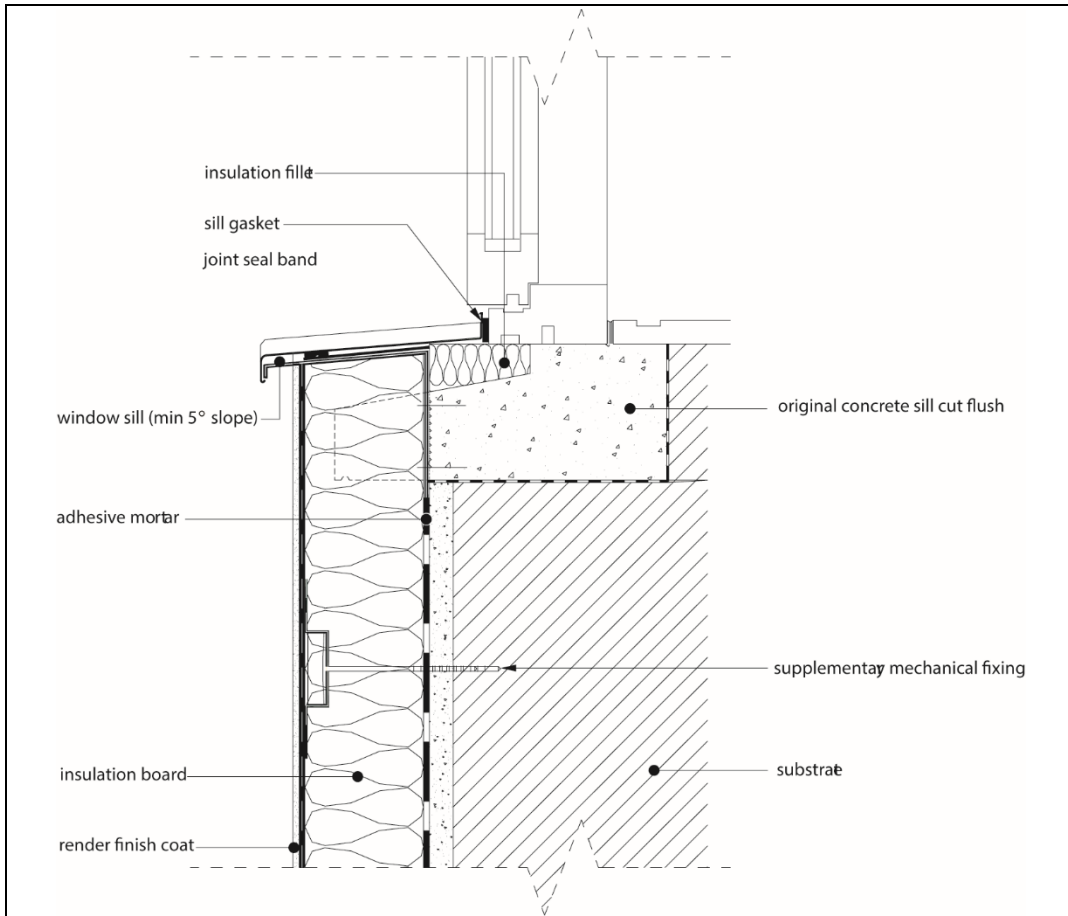 insulation fillet
sill gasket
joint seal band
window sill (min 5° slope)
original concrete sill cut flush
adhesive mortar
supplementary mechanical fixing
insulation board
substrate
render finish coat